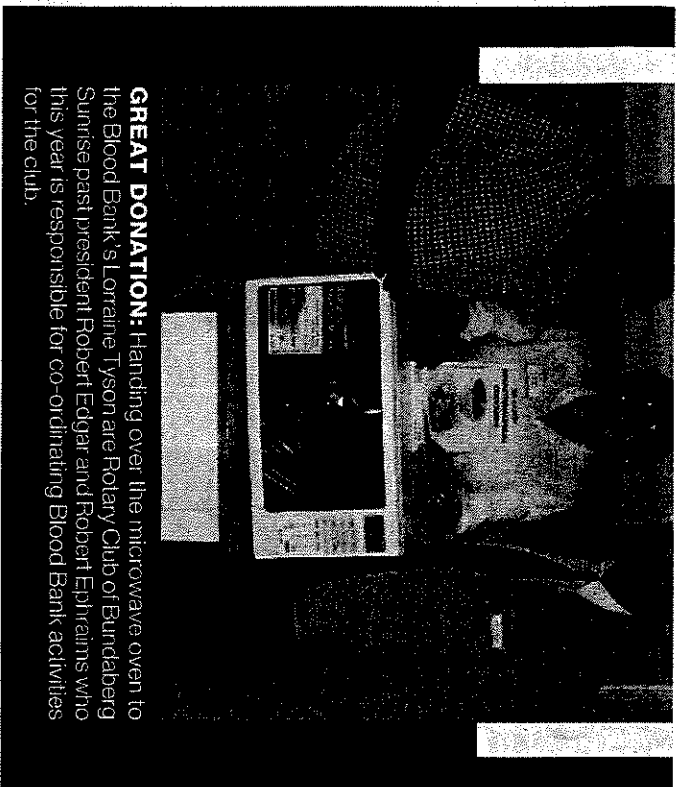 GREAT DONATION: Handing over the microwave oven to
the Blood Bank's Lorraine Tyson are Rotary Club of Bundaberg
Sunrise past president Robert Edgar and Robert Ephraims who
this year is responsible for co-ordinating Blood Bank activities
for the club.